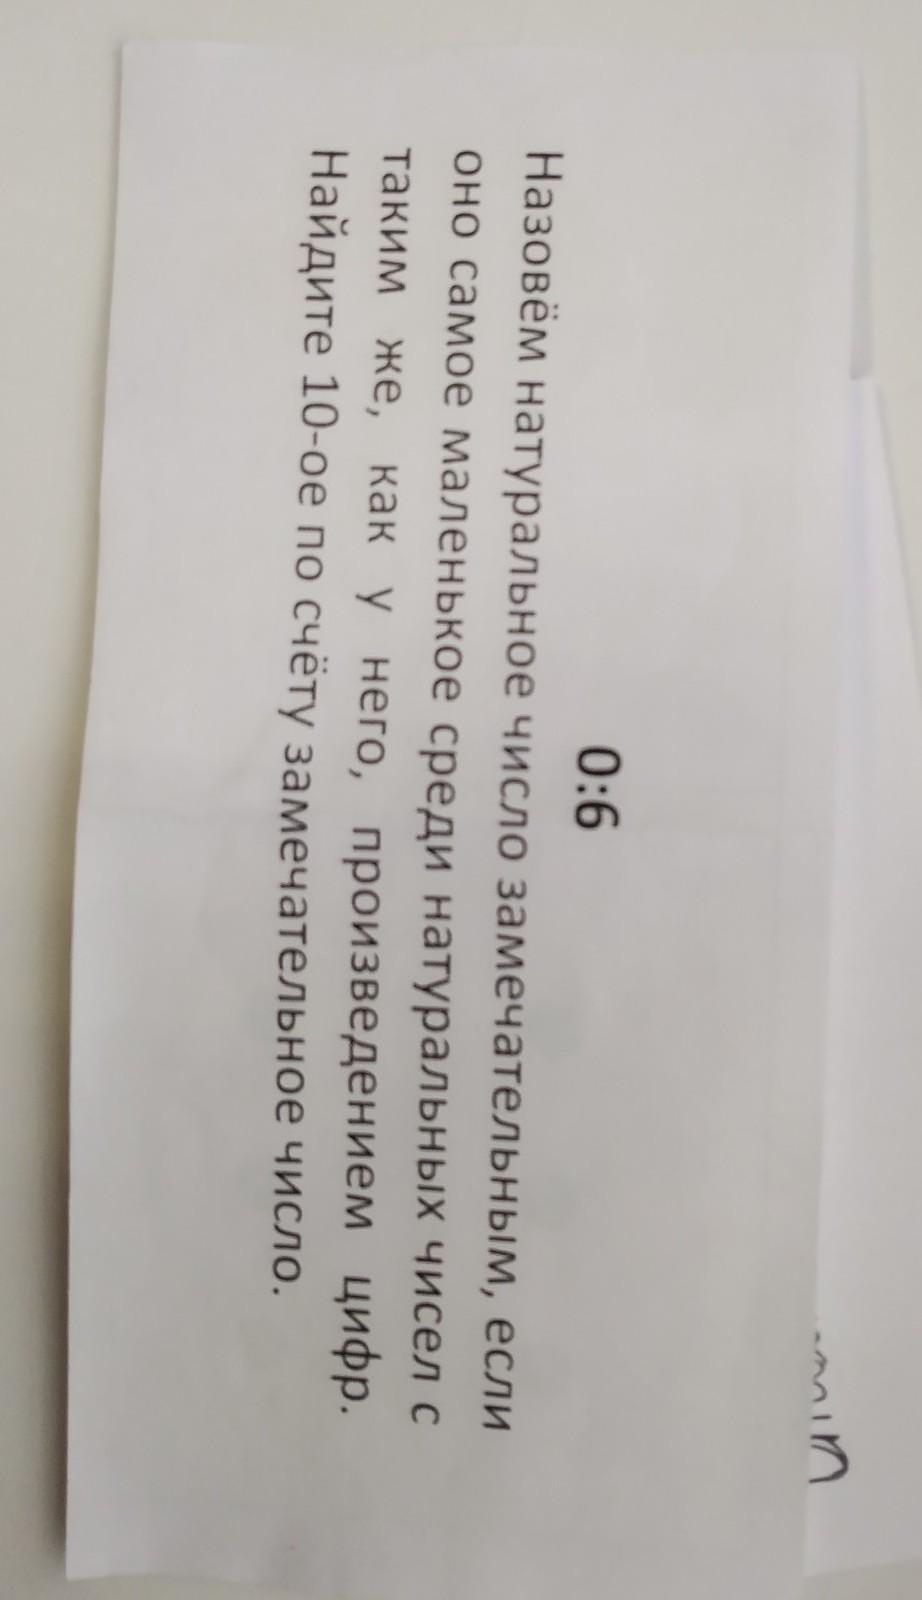 0:6
Назовём натуральное число замечательным, если
оно самое маленькое среди натуральных чисел с
таким же, как у него, произведением цифр.
Найдите 10-ое по счёту замечательное число.